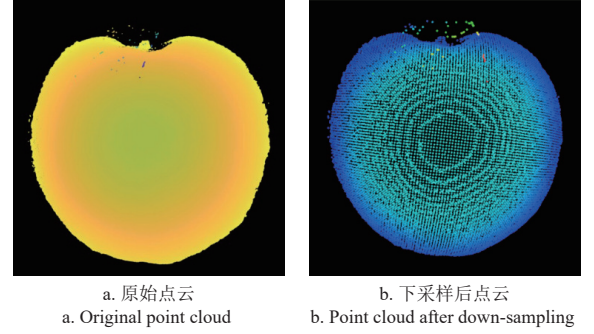 a. 原始点云
a. Original point cloud
b. 下采样后点云
b. Point cloud after down-sampling